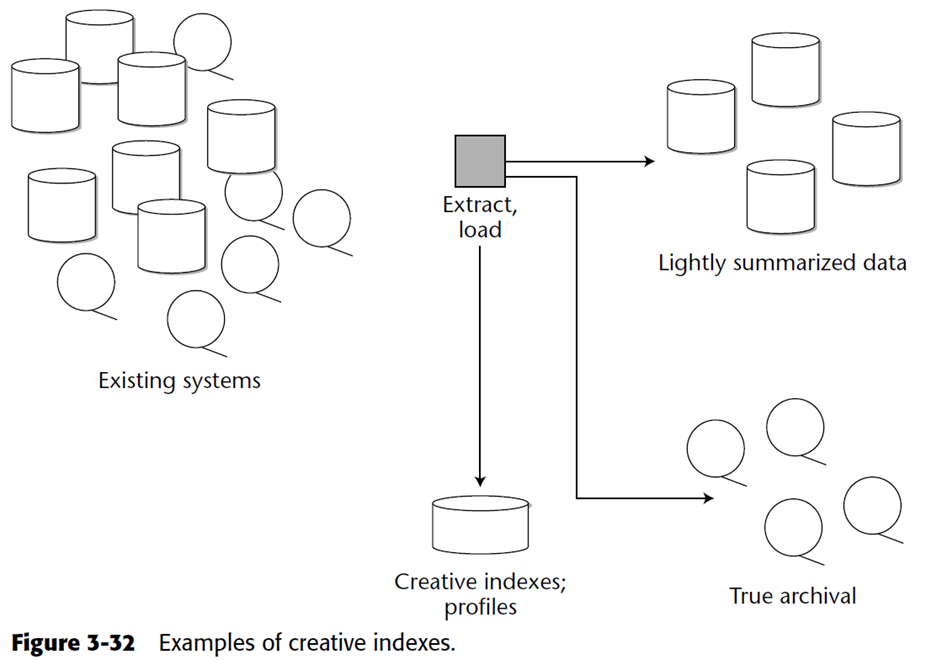 Extract,
load
Lightly summarized data
Existing systems
Creative indexes;
profiles
True archival
Figure 3-32 Examples of creative indexes.